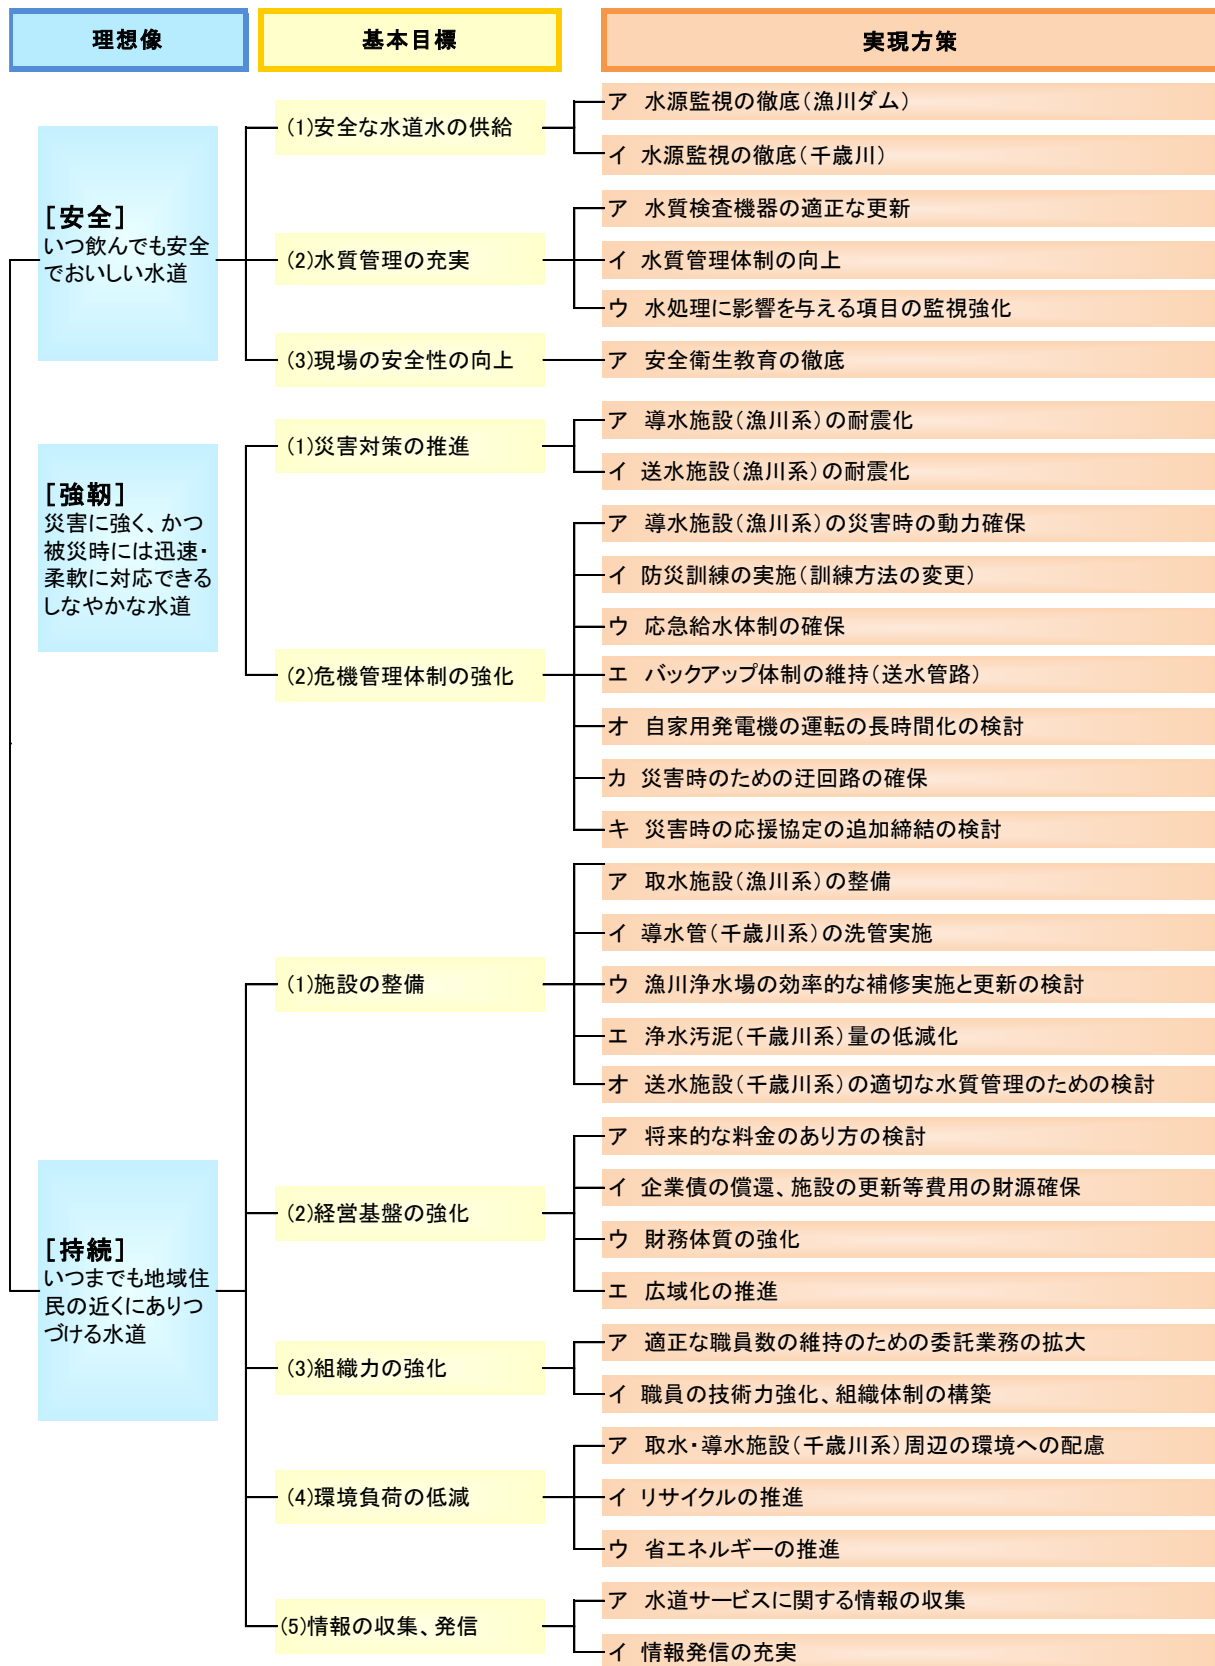 理想像
基本目標
実現方策
[安全]
いつ飲んでも安全
でおいしい水道
(1)安全な水道水の供給
ア 水源監視の徹底(漁川ダム)
イ 水源監視の徹底(千歳川)
(2)水質管理の充実
ア 水質検査機器の適正な更新
イ 水質管理体制の向上
ウ 水処理に影響を与える項目の監視強化
(3)現場の安全性の向上
ア 安全衛生教育の徹底
[強靭]
災害に強く、かつ
被災時には迅速・
柔軟に対応できる
しなやかな水道
(1)災害対策の推進
ア 導水施設(漁川系)の耐震化
イ 送水施設(漁川系)の耐震化
(2)危機管理体制の強化
ア 導水施設(漁川系)の災害時の動力確保
イ 防災訓練の実施(訓練方法の変更)
ウ 応急給水体制の確保
エ バックアップ体制の維持(送水管路)
オ 自家用発電機の運転の長時間化の検討
カ 災害時のための迂回路の確保
キ 災害時の応援協定の追加締結の検討
[持続]
いつまでも地域住
民の近くにありつ
づける水道
(1)施設の整備
ア 取水施設(漁川系)の整備
イ 導水管(千歳川系)の洗管実施
ウ 漁川浄水場の効率的な補修実施と更新の検討
エ 浄水汚泥(千歳川系)量の低減化
オ 送水施設(千歳川系)の適切な水質管理のための検討
(2)経営基盤の強化
ア 将来的な料金のあり方の検討
イ 企業債の償還、施設の更新等費用の財源確保
ウ 財務体質の強化
エ 広域化の推進
(3)組織力の強化
ア 適正な職員数の維持のための委託業務の拡大
イ 職員の技術力強化、組織体制の構築
(4)環境負荷の低減
ア 取水・導水施設(千歳川系)周辺の環境への配慮
イ リサイクルの推進
ウ 省エネルギーの推進
(5)情報の収集、発信
ア 水道サービスに関する情報の収集
イ 情報発信の充実